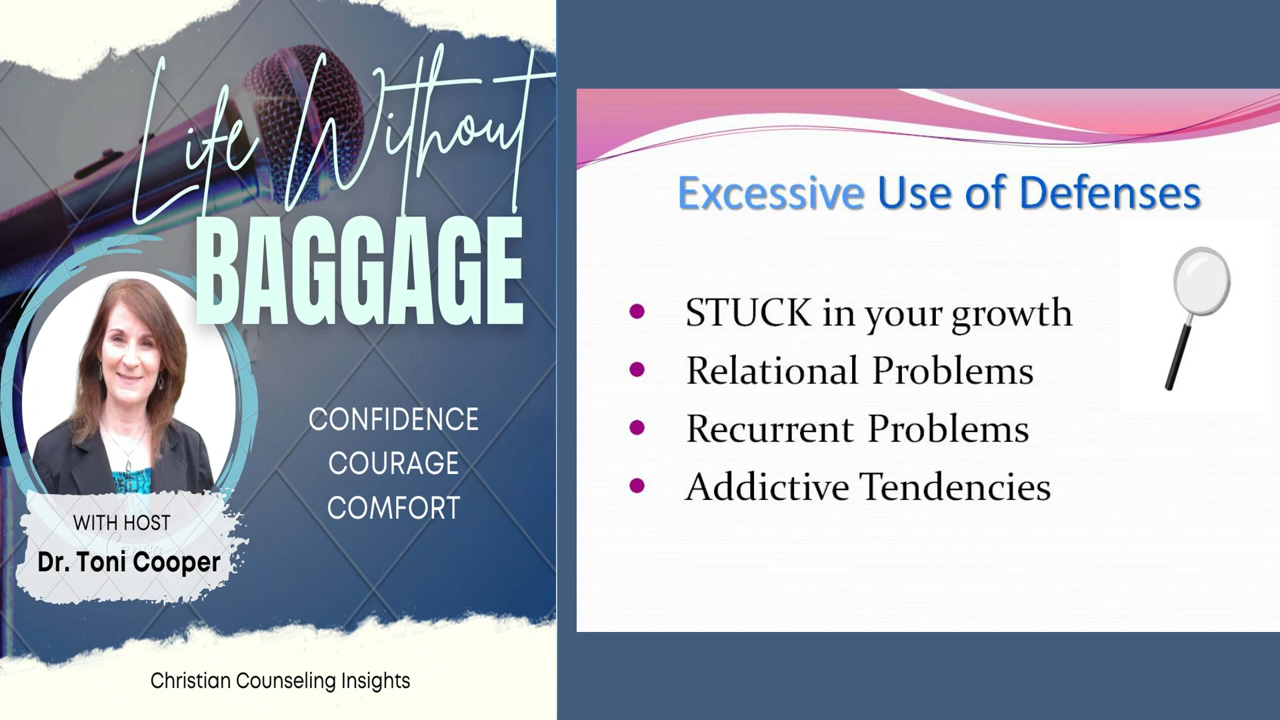 Life Without
BAGGAGE
CONFIDENCE
COURAGE
COMFORT
WITH HOST
Dr. Toni Cooper
Christian Counseling Insights
Excessive Use of Defenses
• STUCK in your growth
• Relational Problems
• Recurrent Problems
• Addictive Tendencies